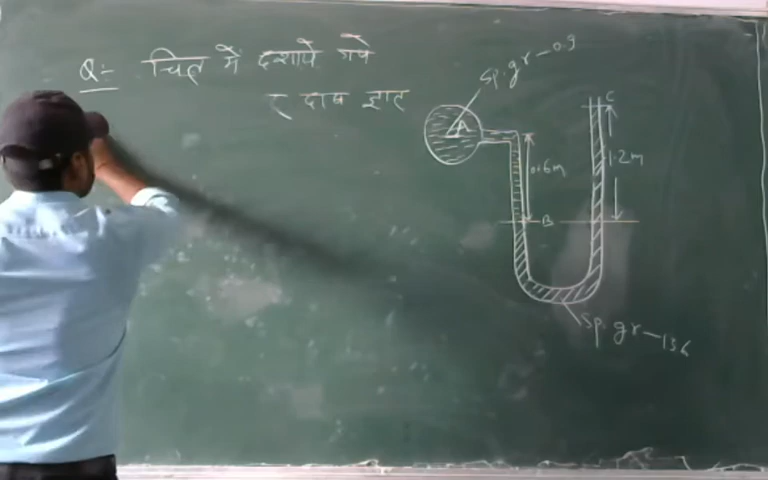 Q:- चित्र में दर्शाये गये
र दाब ज्ञात
sp. gr - 0.9
A
C
0.6m
1.2m
B
sp. gr - 13.6